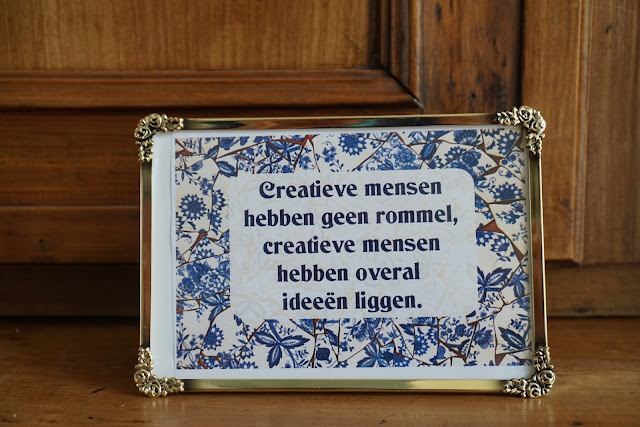 Creatieve mensen
hebben geen rommel,
creatieve mensen
hebben overal
ideeën liggen.